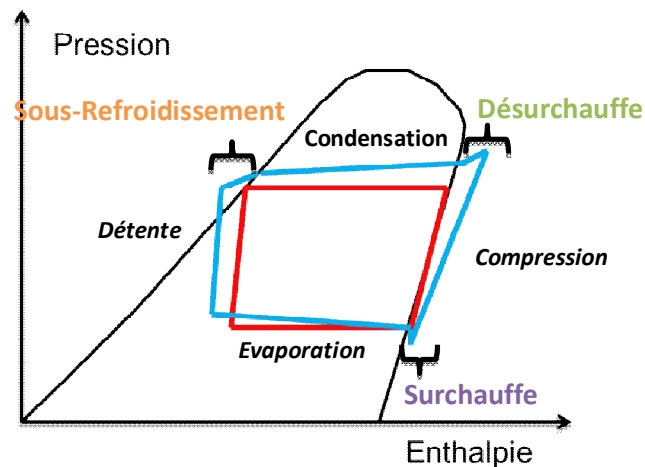 Pression
Sous-Refroidissement
Désurchauffe
Condensation
Détente
Compression
Evaporation
Surchauffe
Enthalpie